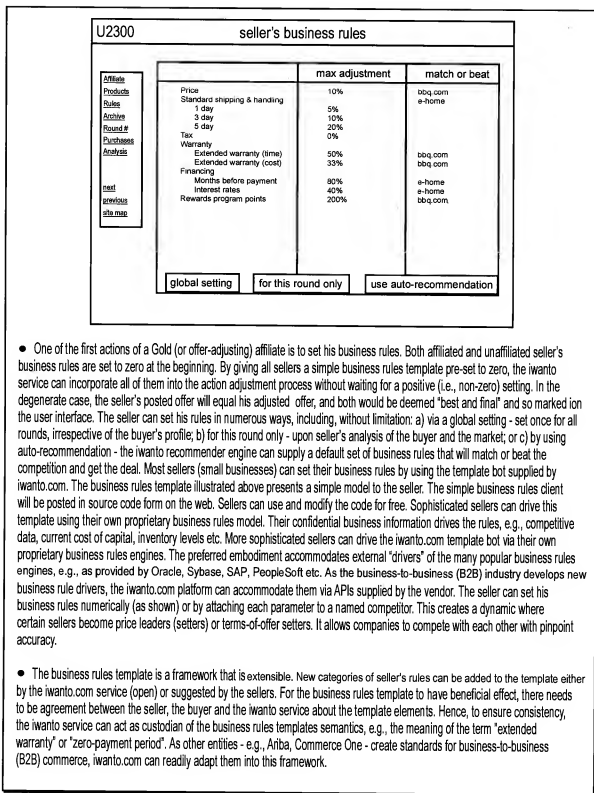 U2300 seller's business rules
Affiliate
Products
Rules
Archive
Round #
Purchases
Analysis
next
previous
site map
max adjustment match or beat
Price 10% bbq.com
Standard shipping & handling e-home
1 day 5%
3 day 10%
5 day 20%
Tax 0%
Warranty
Extended warranty (time) 50% bbq.com
Extended warranty (cost) 33% bbq.com
Financing
Months before payment 80% e-home
Interest rates 40% e-home
Rewards program points 200% bbq.com
global setting for this round only use auto-recommendation
● One of the first actions of a Gold (or offer-adjusting) affiliate is to set his business rules. Both affiliated and unaffiliated seller's
business rules are set to zero at the beginning. By giving all sellers a simple business rules template pre-set to zero, the iwanto
service can incorporate all of them into the action adjustment process without waiting for a positive (i.e., non-zero) setting. In the
degenerate case, the seller's posted offer will equal his adjusted offer, and both would be deemed "best and final" and so marked ion
the user interface. The seller can set his rules in numerous ways, including, without limitation: a) via a global setting - set once for all
rounds, irrespective of the buyer's profile; b) for this round only - upon seller's analysis of the buyer and the market; or c) by using
auto-recommendation - the iwanto recommender engine can supply a default set of business rules that will match or beat the
competition and get the deal. Most sellers (small businesses) can set their business rules by using the template bot supplied by
iwanto.com. The business rules template illustrated above presents a simple model to the seller. The simple business rules client
will be posted in source code form on the web. Sellers can use and modify the code for free. Sophisticated sellers can drive this
template using their own proprietary business rules model. Their confidential business information drives the rules, e.g., competitive
data, current cost of capital, inventory levels etc. More sophisticated sellers can drive the iwanto.com template bot via their own
proprietary business rules engines. The preferred embodiment accommodates external "drivers" of the many popular business rules
engines, e.g., as provided by Oracle, Sybase, SAP, PeopleSoft etc. As the business-to-business (B2B) industry develops new
business rule drivers, the iwanto.com platform can accommodate them via APIs supplied by the vendor. The seller can set his
business rules numerically (as shown) or by attaching each parameter to a named competitor. This creates a dynamic where
certain sellers become price leaders (setters) or terms-of-offer setters. It allows companies to compete with each other with pinpoint
accuracy.
● The business rules template is a framework that is extensible. New categories of seller's rules can be added to the template either
by the iwanto.com service (open) or suggested by the sellers. For the business rules template to have beneficial effect, there needs
to be agreement between the seller, the buyer and the iwanto service about the template elements. Hence, to ensure consistency,
the iwanto service can act as custodian of the business rules templates semantics, e.g., the meaning of the term "extended
warranty" or "zero-payment period". As other entities - e.g., Ariba, Commerce One - create standards for business-to-business
(B2B) commerce, iwanto.com can readily adapt them into this framework.